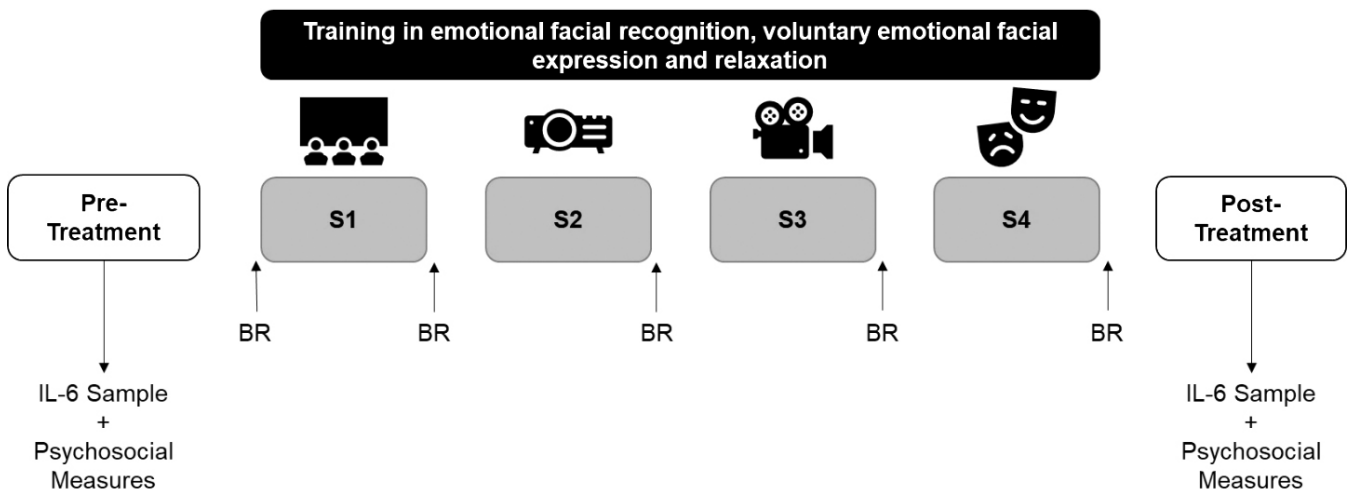 Training in emotional facial recognition, voluntary emotional facial
expression and relaxation
Pre-
Treatment
S1
S2
S3
S4
Post-
Treatment
BR
BR
BR
BR
BR
IL-6 Sample
+
Psychosocial
Measures
IL-6 Sample
+
Psychosocial
Measures